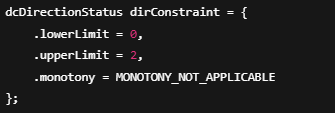 dcDirectionStatus dirConstraint = {
    .lowerLimit = 0,
    .upperLimit = 2,
    .monotony = MONOTONY_NOT_APPLICABLE
};